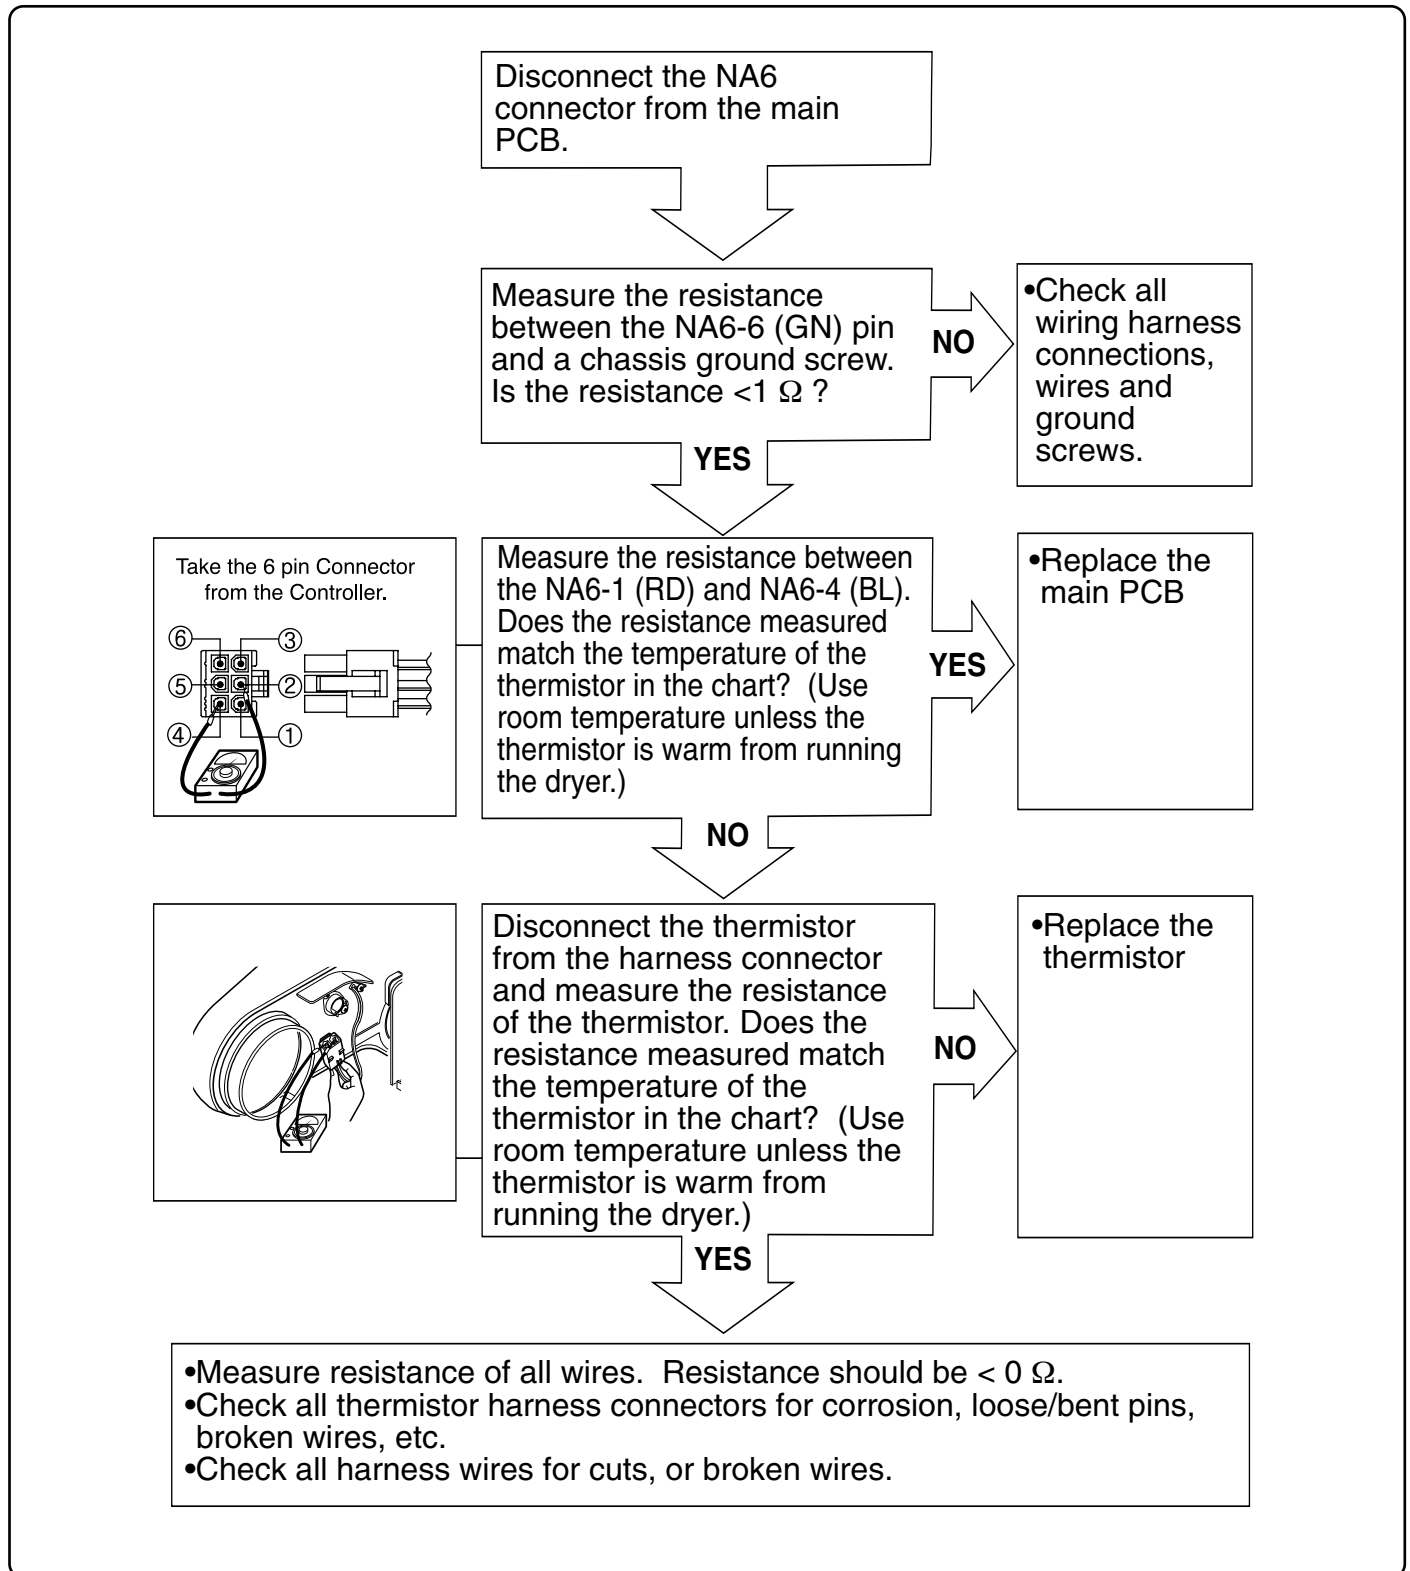 Disconnect the NA6
connector from the main
PCB.
Measure the resistance
between the NA6-6 (GN) pin
and a chassis ground screw.
Is the resistance <1 Ω ?
NO
•Check all
wiring harness
connections,
wires and
ground
screws.
YES
Take the 6 pin Connector
from the Controller.
⑥
③
⑤
②
④
①
Measure the resistance between
the NA6-1 (RD) and NA6-4 (BL).
Does the resistance measured
match the temperature of the
thermistor in the chart? (Use
room temperature unless the
thermistor is warm from running
the dryer.)
YES
•Replace the
main PCB
NO
Disconnect the thermistor
from the harness connector
and measure the resistance
of the thermistor. Does the
resistance measured match
the temperature of the
thermistor in the chart? (Use
room temperature unless the
thermistor is warm from
running the dryer.)
NO
•Replace the
thermistor
YES
•Measure resistance of all wires. Resistance should be < 0 Ω.
•Check all thermistor harness connectors for corrosion, loose/bent pins,
broken wires, etc.
•Check all harness wires for cuts, or broken wires.